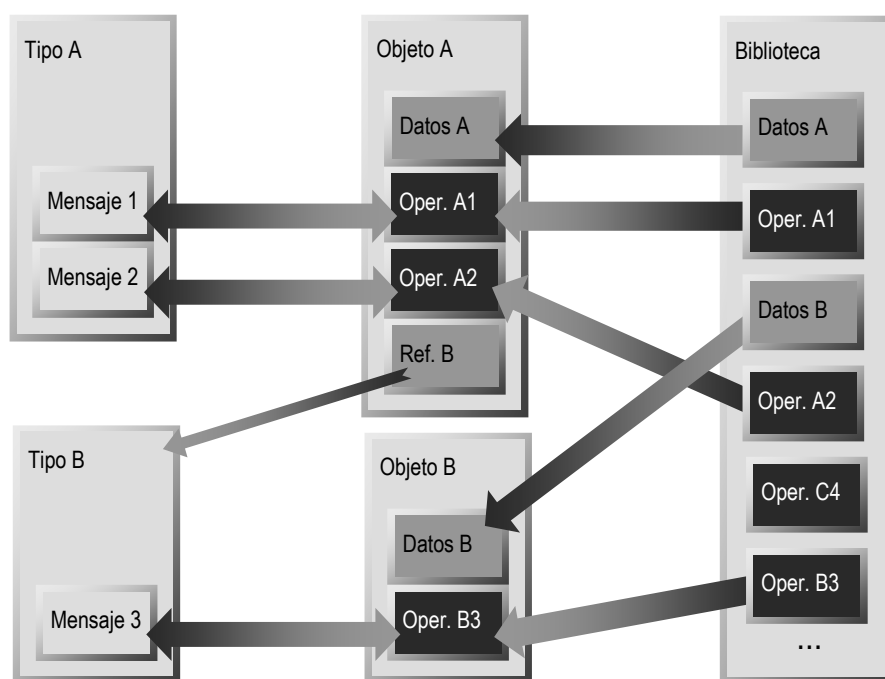 Tipo A
Mensaje 1
Mensaje 2
Objeto A
Datos A
Oper. A1
Oper. A2
Ref. B
Biblioteca
Datos A
Oper. A1
Datos B
Oper. A2
Oper. C4
Oper. B3
...
Tipo B
Mensaje 3
Objeto B
Datos B
Oper. B3